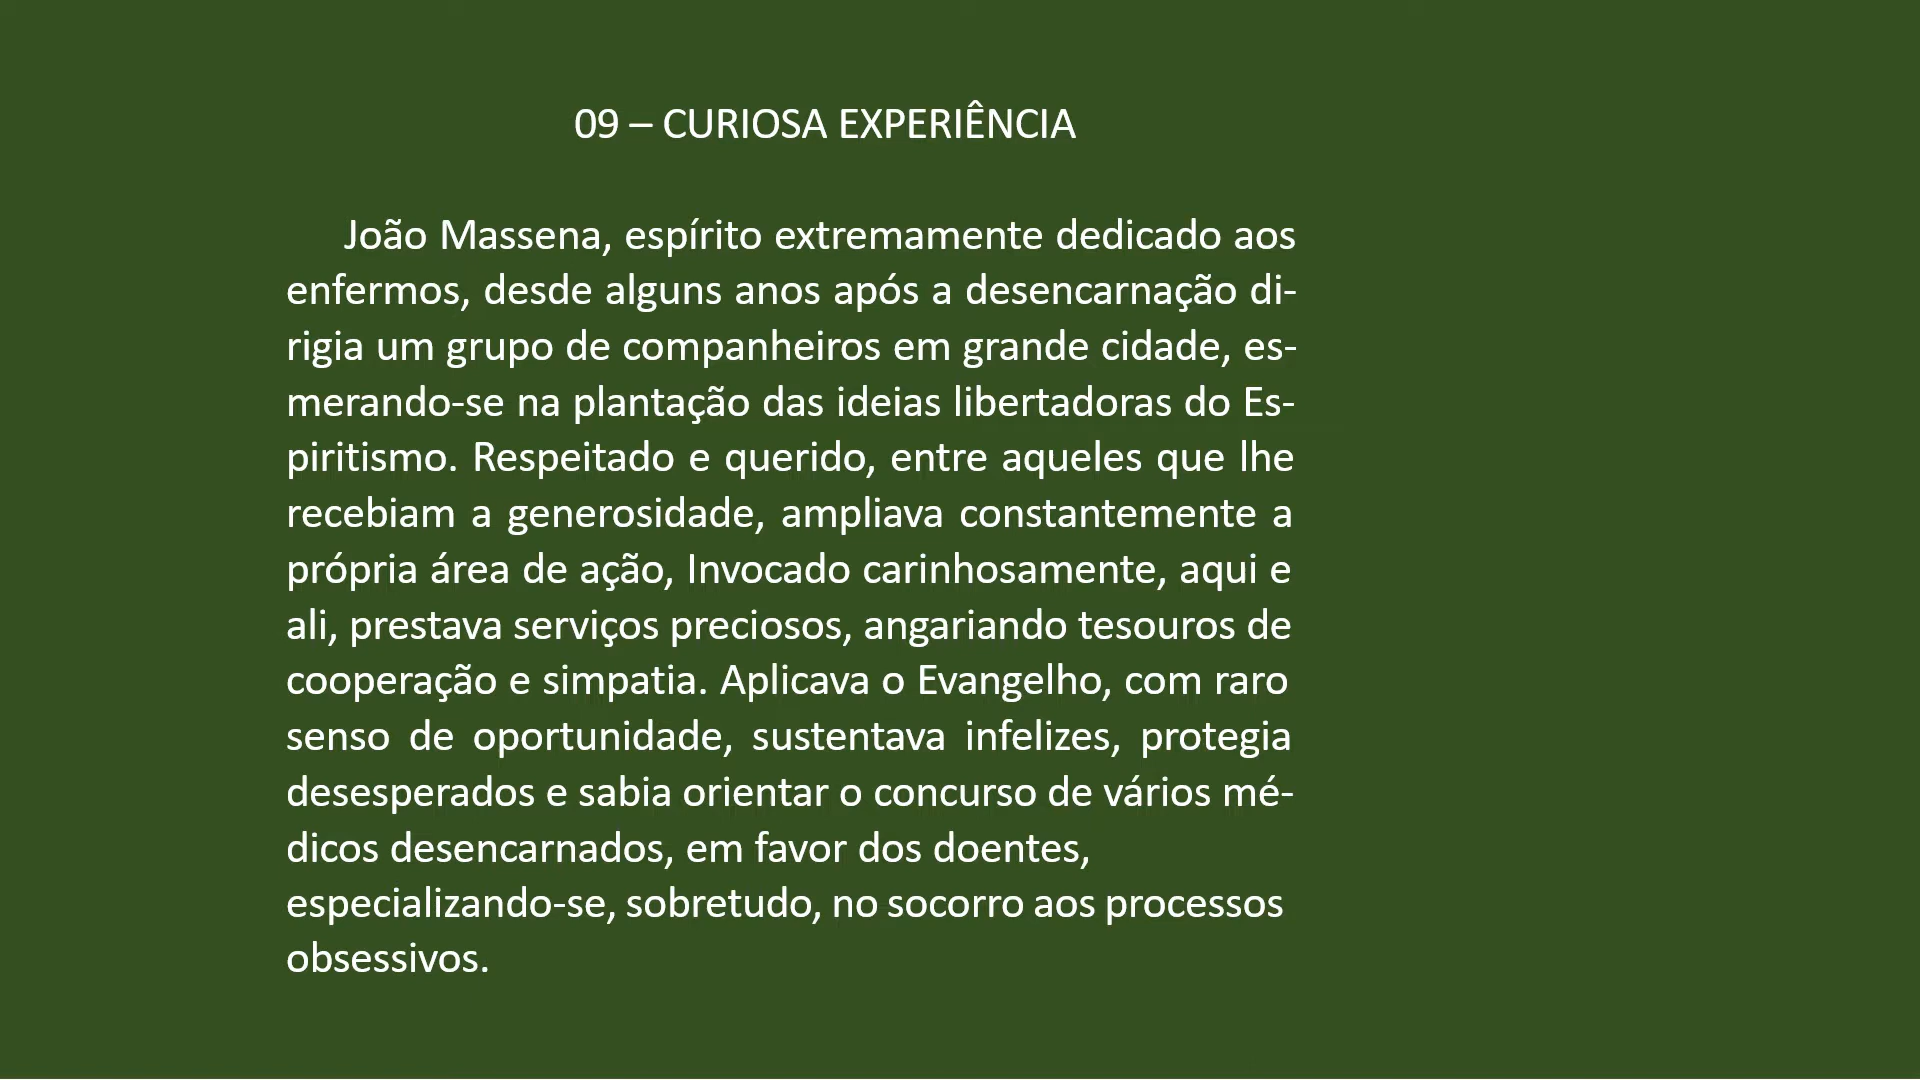 09 – CURIOSA EXPERIÊNCIA
João Massena, espírito extremamente dedicado aos
enfermos, desde alguns anos após a desencarnação di-
rigia um grupo de companheiros em grande cidade, es-
merando-se na plantação das ideias libertadoras do Es-
piritismo. Respeitado e querido, entre aqueles que lhe
recebiam a generosidade, ampliava constantemente a
própria área de ação, Invocado carinhosamente, aqui e
ali, prestava serviços preciosos, angariando tesouros de
cooperação e simpatia. Aplicava o Evangelho, com raro
senso de oportunidade, sustentava infelizes, protegia
desesperados e sabia orientar o concurso de vários mé-
dicos desencarnados, em favor dos doentes,
especializando-se, sobretudo, no socorro aos processos
obsessivos.